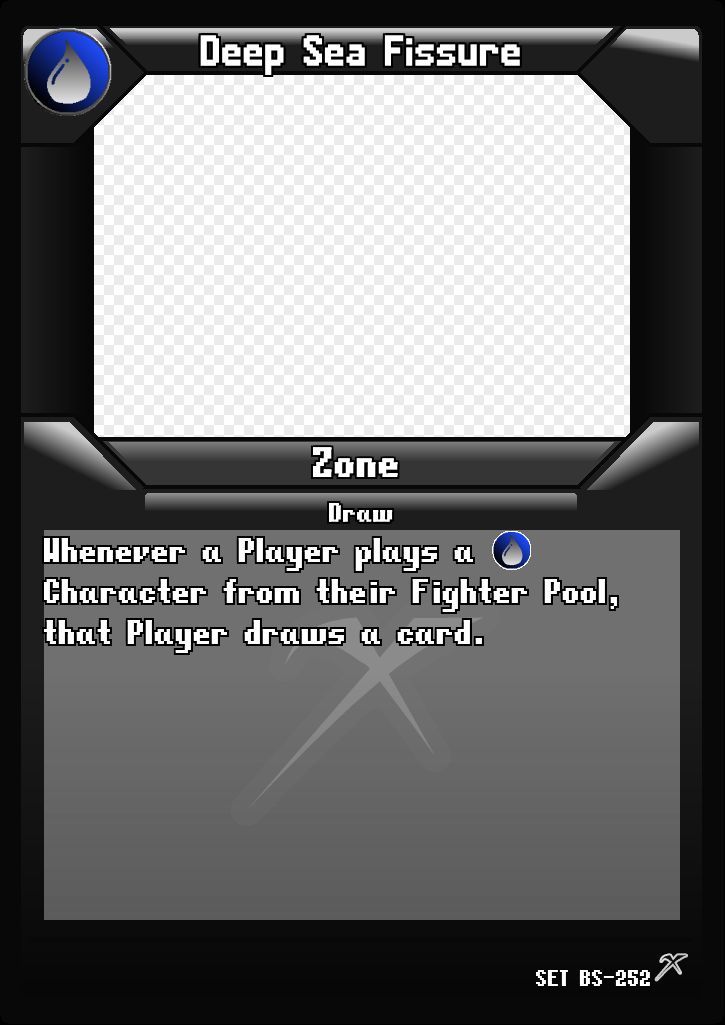 Deep Sea Fissure
Zone
Draw
Whenever a Player plays a
Character from their Fighter Pool,
that Player draws a card.
SET BS-252